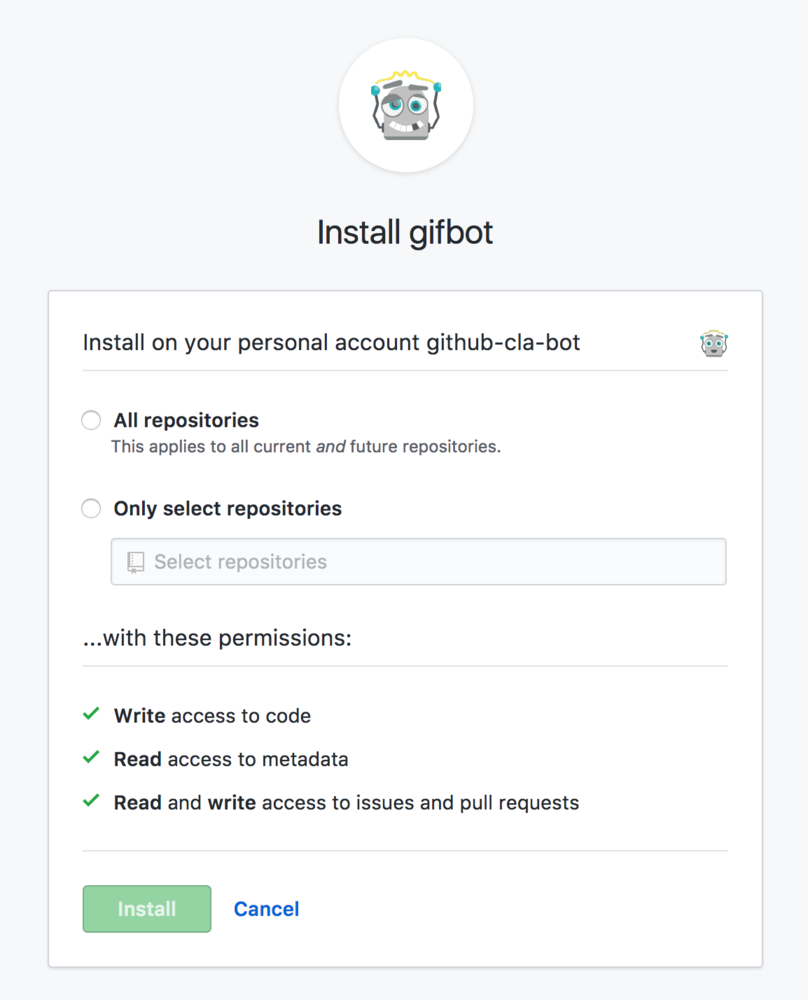 Install gifbot
Install on your personal account github-cla-bot
All repositories
This applies to all current and future repositories.
Only select repositories
Select repositories
...with these permissions:
Write access to code
Read access to metadata
Read and write access to issues and pull requests
Install
Cancel